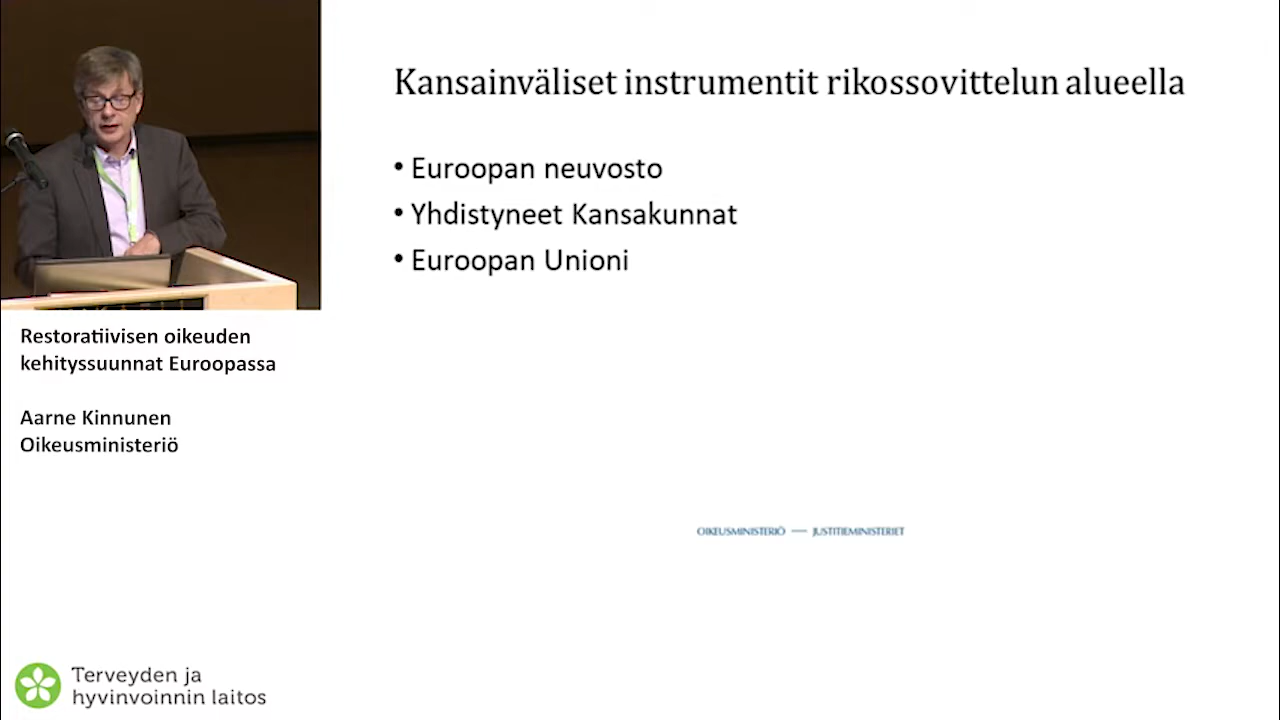 Kansainväliset instrumentit rikossovittelun alueella
• Euroopan neuvosto
• Yhdistyneet Kansakunnat
• Euroopan Unioni
Restoratiivisen oikeuden
kehityssuunnat Euroopassa
Aarne Kinnunen
Oikeusministeriö
OIKEUSMINISTERIÖ — JUSTITIEMINISTERIET
Terveyden ja
hyvinvoinnin laitos